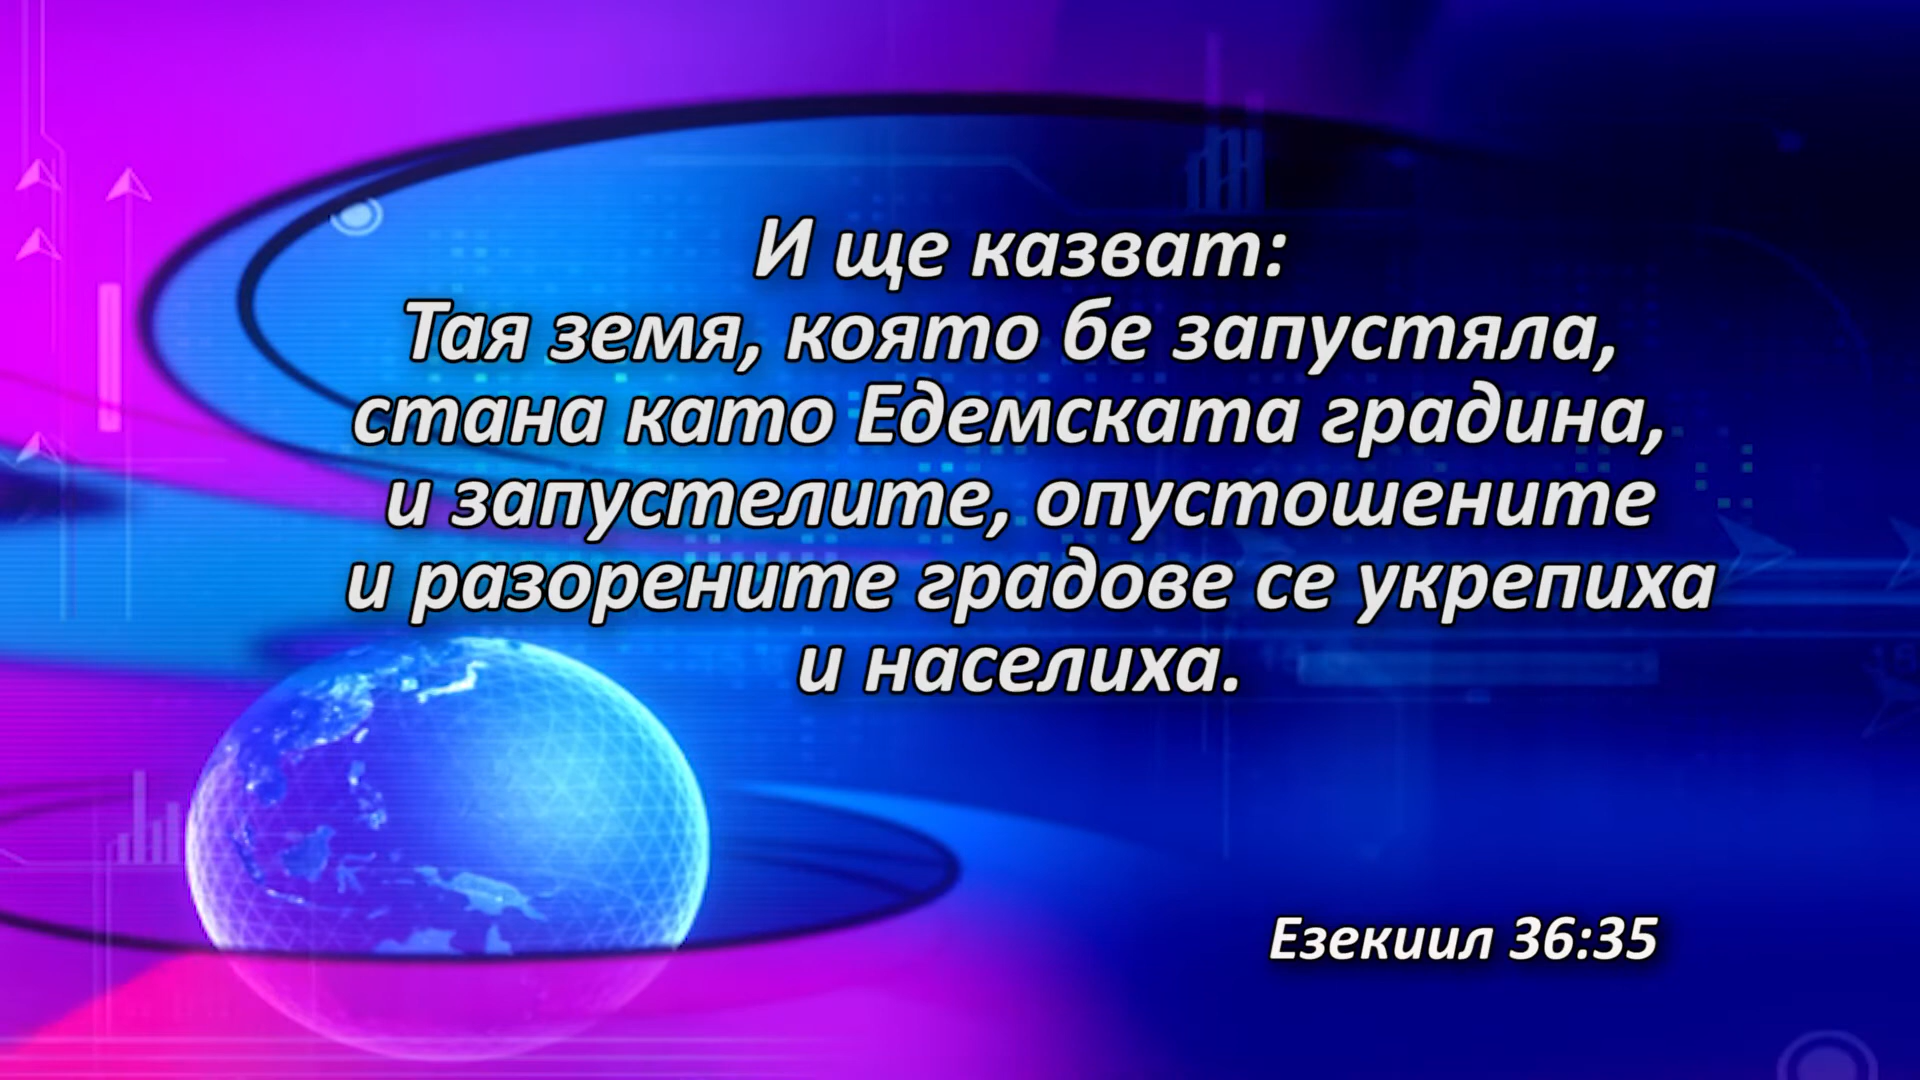 И ще казват:
Тая земя, която бе запустяла,
стана като Едемската градина,
и запустелите, опустошените
и разорените градове се укрепиха
и населиха.
Езекиил 36:35